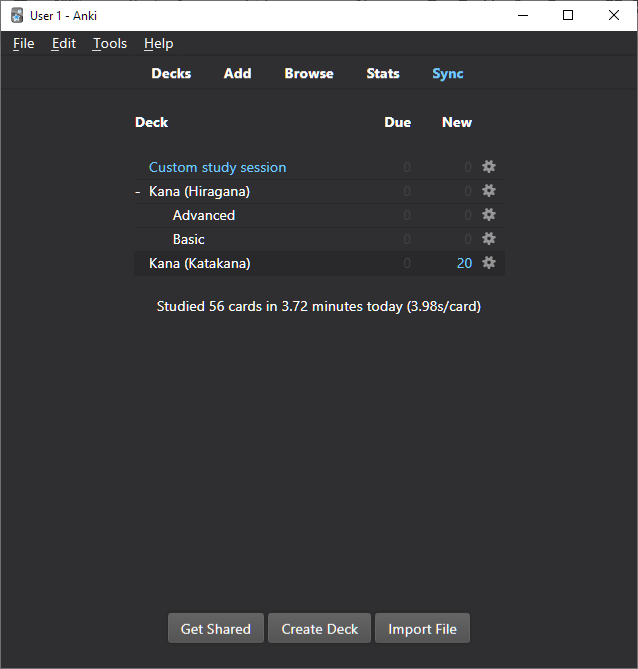 User 1 - Anki
File Edit Tools Help
Decks Add Browse Stats Sync
Deck Due New
Custom study session 0 0
- Kana (Hiragana) 0 0
Advanced 0 0
Basic 0 0
Kana (Katakana) 0 20
Studied 56 cards in 3.72 minutes today (3.98s/card)
Get Shared Create Deck Import File